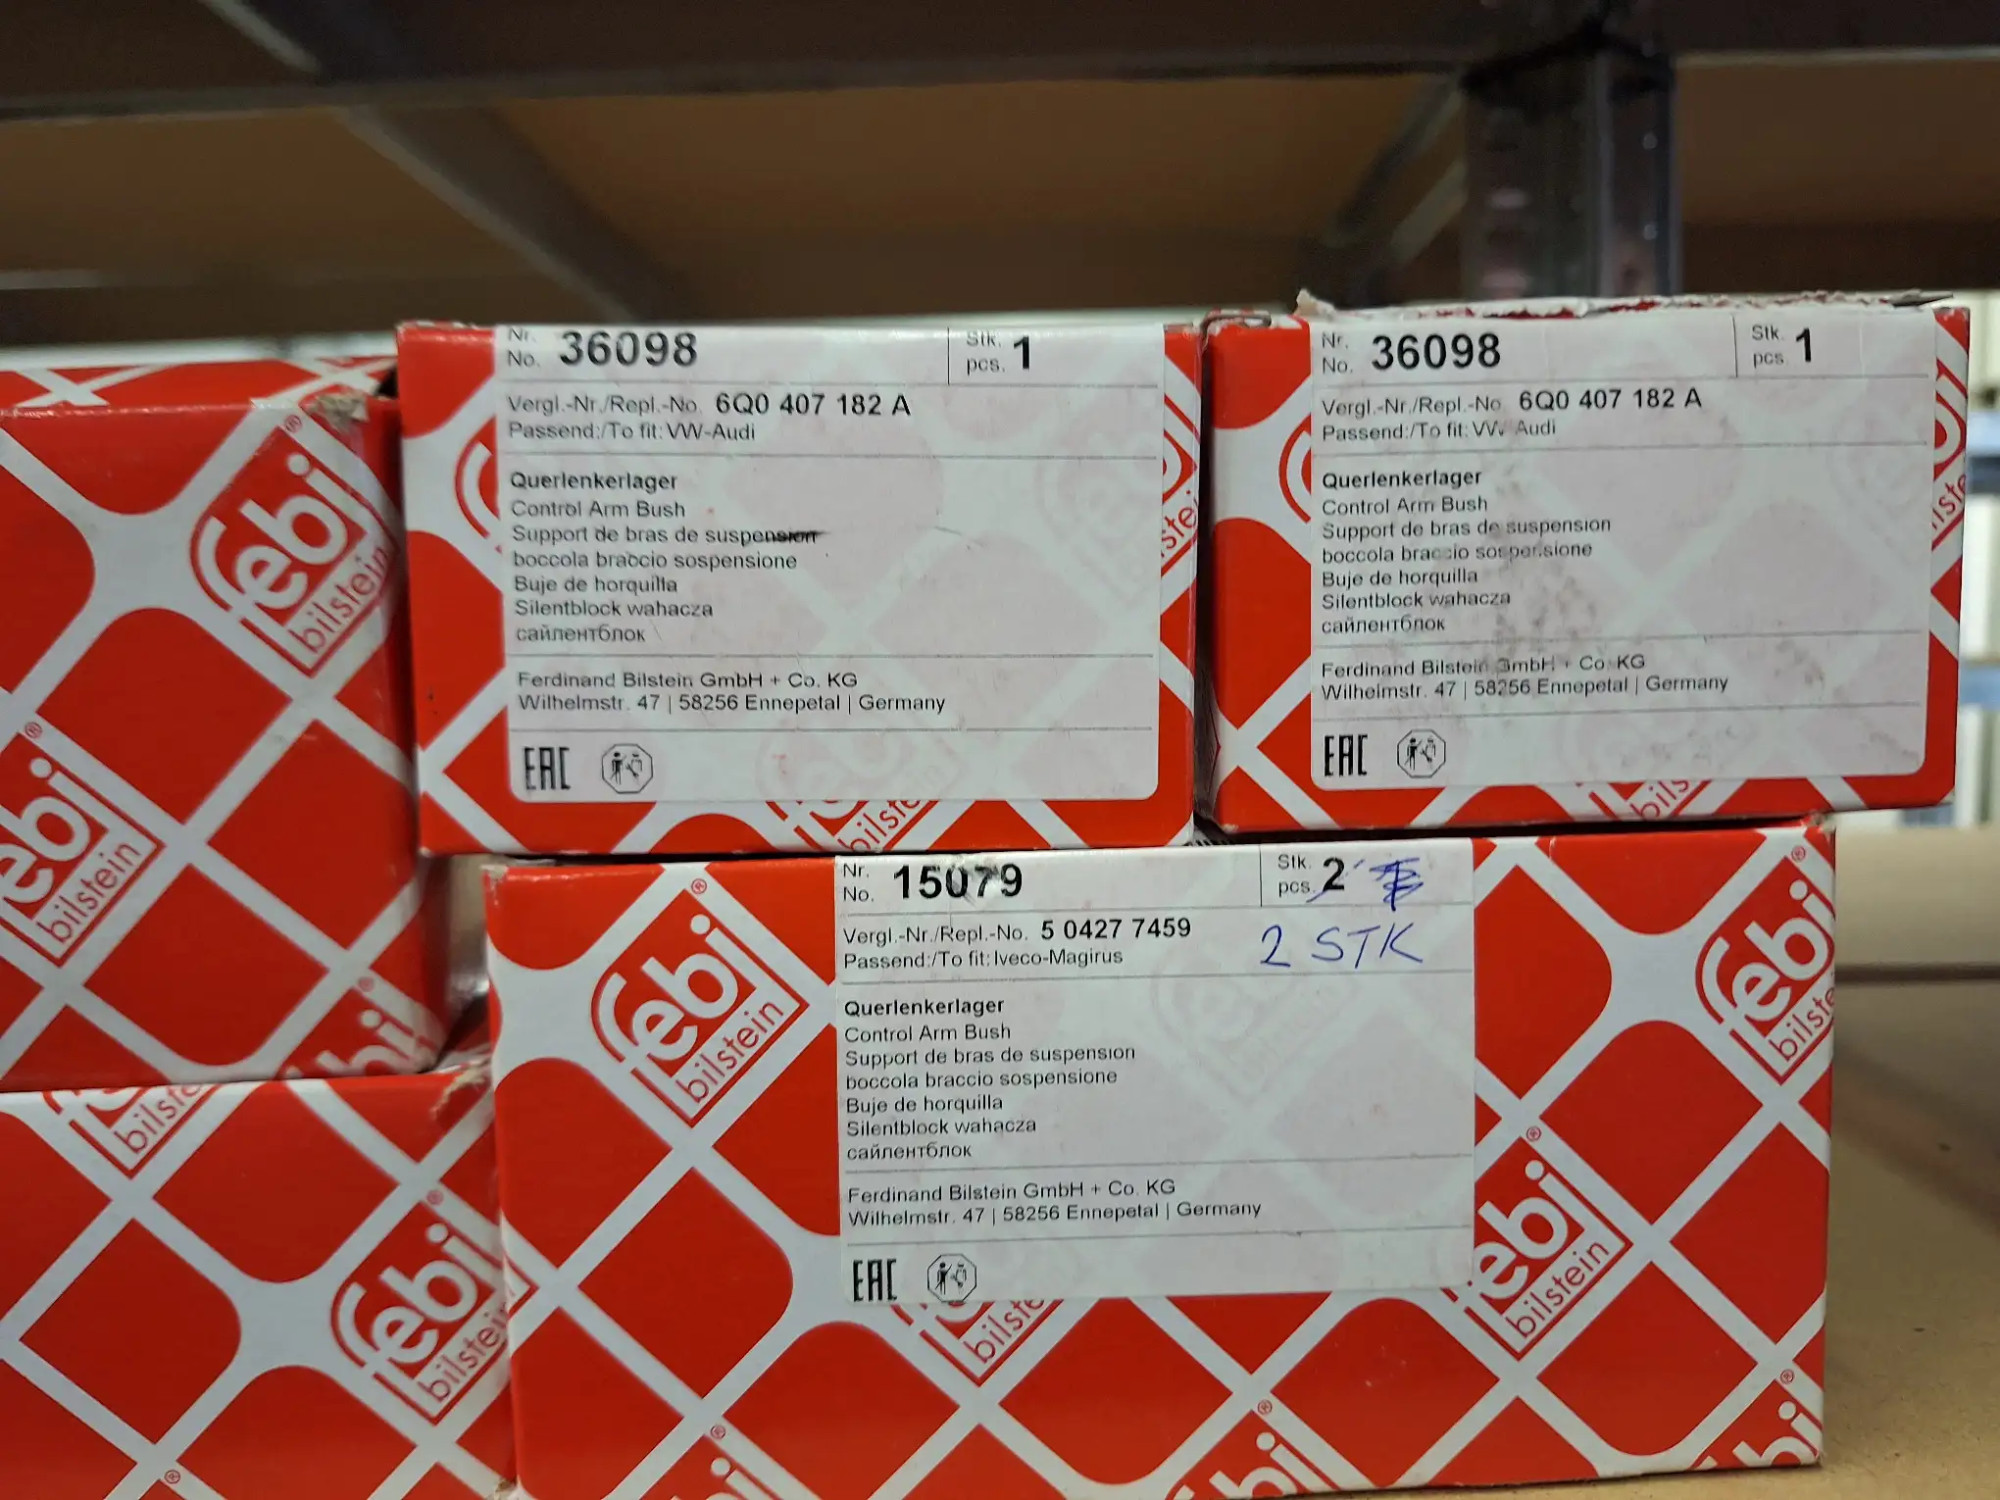 Nr. No. 36098 Stk. pcs. 1
Vergl.-Nr./Repl.-No. 6Q0 407 182 A
Passend:/To fit: VW-Audi
Querlenkerlager
Control Arm Bush
Support de bras de suspension
boccola braccio sospensione
Buje de horquilla
Silentblock wahacza
сайлентблок
Ferdinand Bilstein GmbH + Co. KG
Wilhelmstr. 47 | 58256 Ennepetal | Germany
EAC
Nr. No. 36098 Stk. pcs. 1
Vergl.-Nr./Repl.-No. 6Q0 407 182 A
Passend:/To fit: VW-Audi
Querlenkerlager
Control Arm Bush
Support de bras de suspension
boccola braccio sospensione
Buje de horquilla
Silentblock wahacza
сайлентблок
Ferdinand Bilstein GmbH + Co. KG
Wilhelmstr. 47 | 58256 Ennepetal | Germany
EAC
Nr. No. 15079 Stk. pcs. 2
Vergl.-Nr./Repl.-No. 5 0427 7459
2 STK
Passend:/To fit: Iveco-Magirus
Querlenkerlager
Control Arm Bush
Support de bras de suspension
boccola braccio sospensione
Buje de horquilla
Silentblock wahacza
сайлентблок
Ferdinand Bilstein GmbH + Co. KG
Wilhelmstr. 47 | 58256 Ennepetal | Germany
EAC
febi®
bilstein
febi®
bilstein
febi®
bilstein
febi®
bilstein
febi®
bilstein
febi®
bilstein